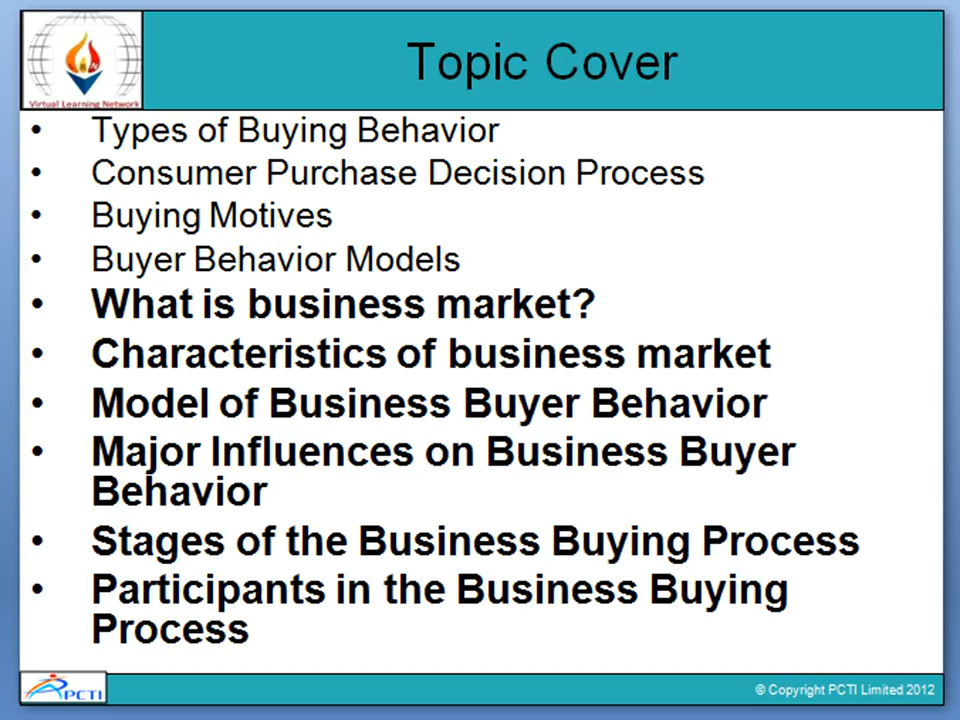 Topic Cover
Virtual Learning Network
• Types of Buying Behavior
• Consumer Purchase Decision Process
• Buying Motives
• Buyer Behavior Models
• What is business market?
• Characteristics of business market
• Model of Business Buyer Behavior
• Major Influences on Business Buyer
Behavior
• Stages of the Business Buying Process
• Participants in the Business Buying
Process
PCTI
© Copyright PCTI Limited 2012